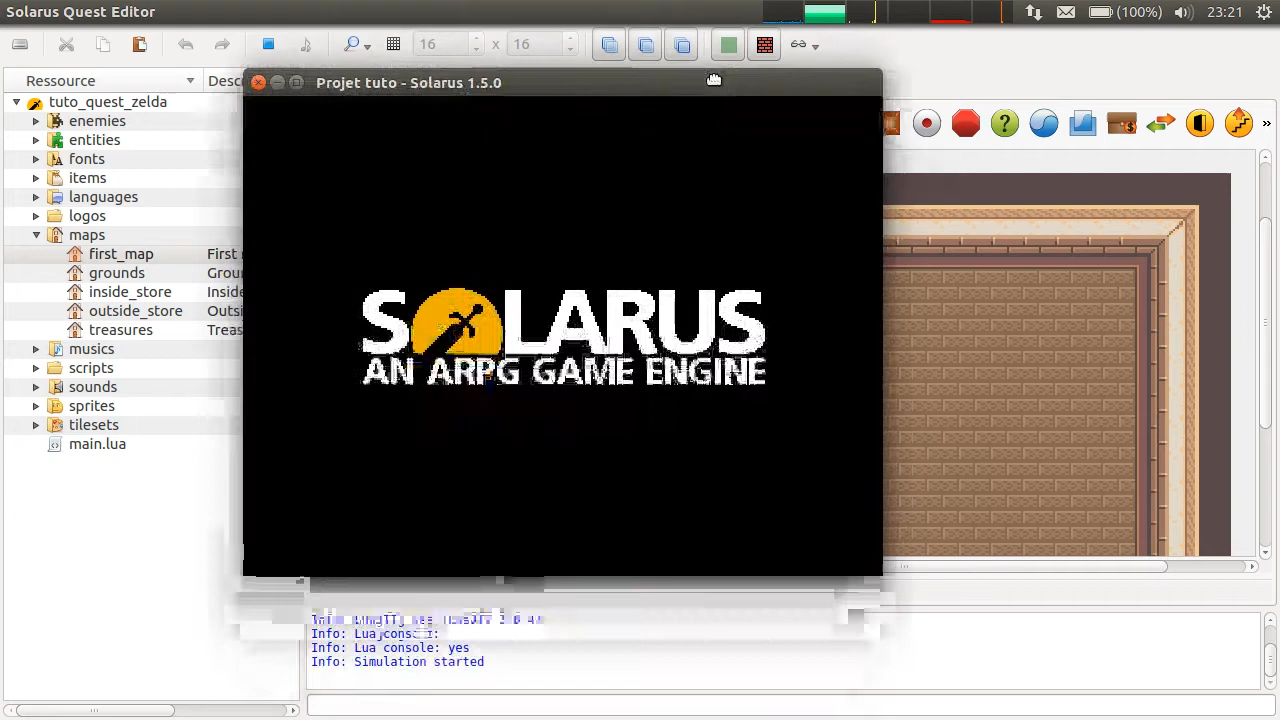 Solarus Quest Editor
(100%) 23:21
16 x 16
Ressource Desc
Projet tuto - Solarus 1.5.0
tuto_quest_zelda
enemies
entities
fonts
items
languages
logos
maps
first_map First
grounds Grou
inside_store Inside
outside_store Outsi
treasures Treas
musics
scripts
sounds
sprites
tilesets
main.lua
SOLARUS
AN ARPG GAME ENGINE
Info: Lua console: yes
Info: Simulation started